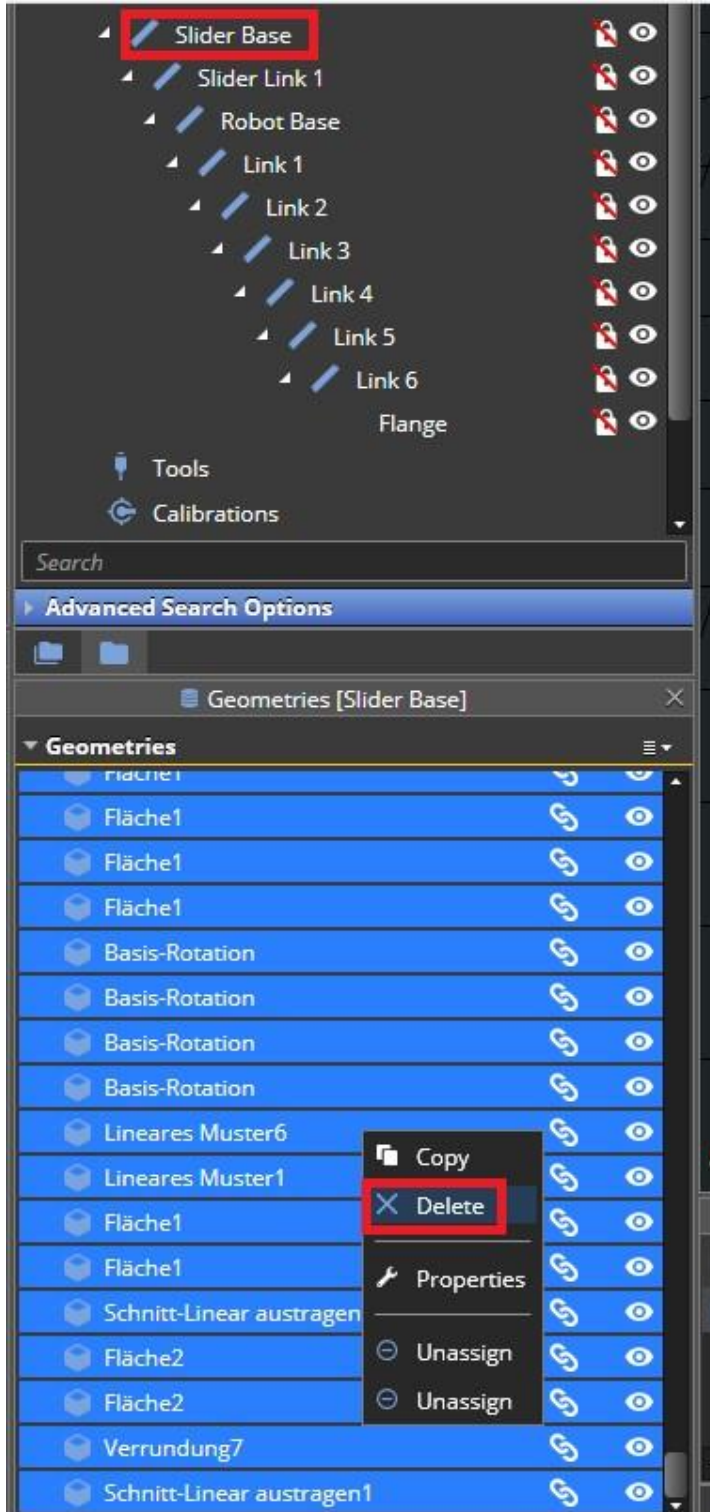 Slider Base
Slider Link 1
Robot Base
Link 1
Link 2
Link 3
Link 4
Link 5
Link 6
Flange
Tools
Calibrations
Search
Advanced Search Options
Geometries [Slider Base]
Geometries
Fläche1
Fläche1
Fläche1
Fläche1
Basis-Rotation
Basis-Rotation
Basis-Rotation
Basis-Rotation
Lineares Muster6
Copy
Lineares Muster1
Delete
Fläche1
Fläche1
Properties
Schnitt-Linear austragen
Fläche2
Unassign
Fläche2
Unassign
Verrundung7
Schnitt-Linear austragen1